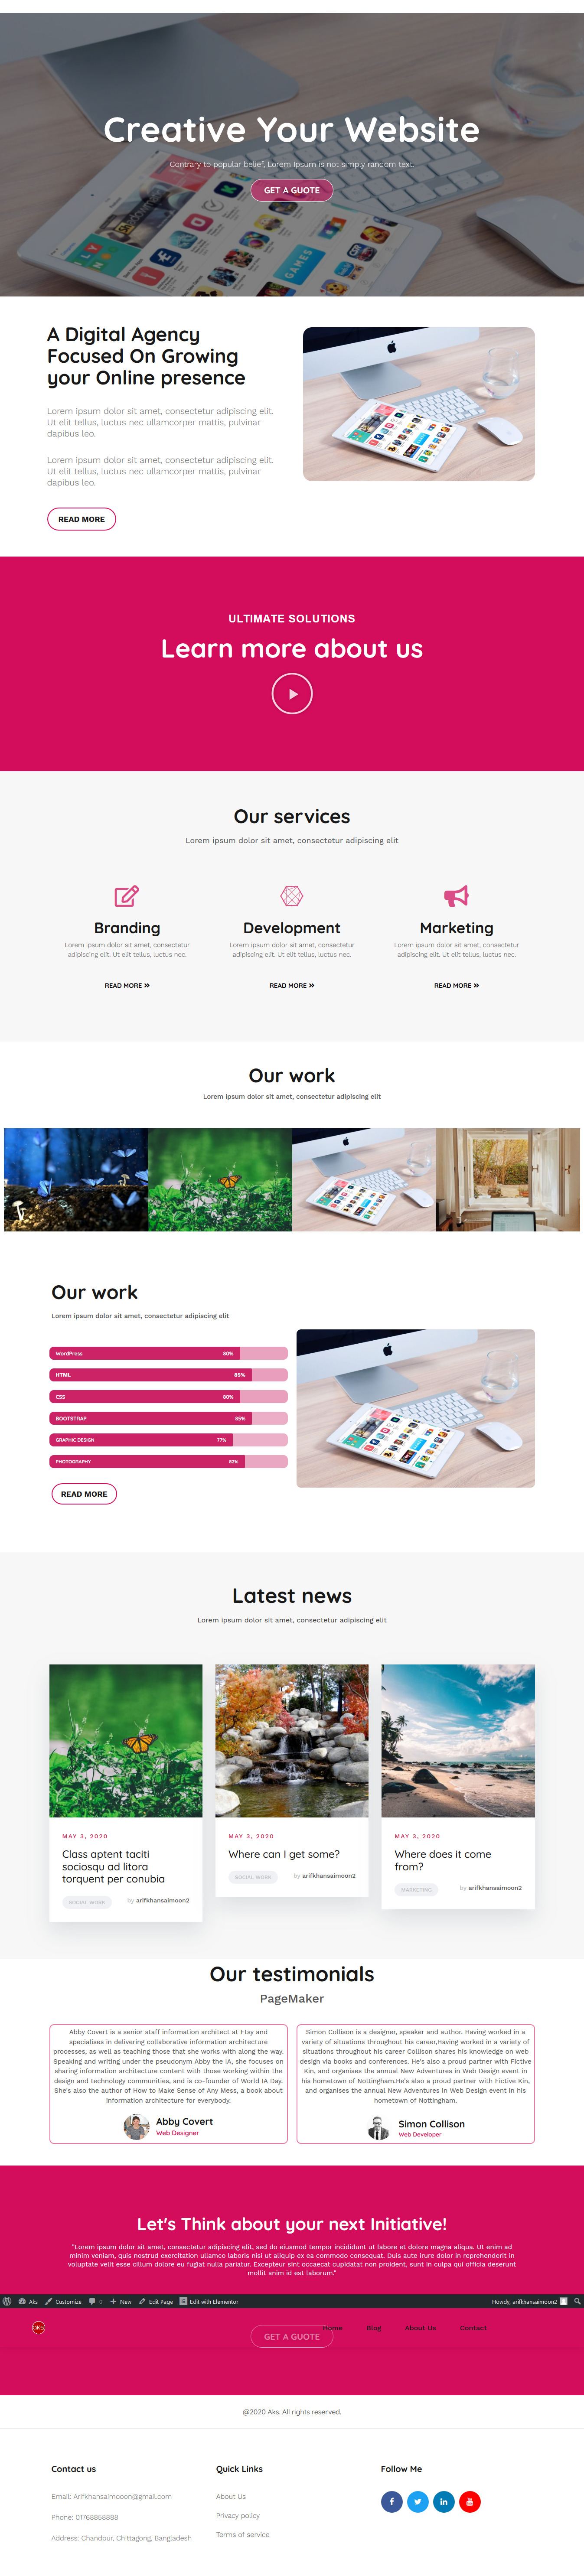 Creative Your Website
Contrary to popular belief, Lorem Ipsum is not simply random text.
GET A GUOTE
GAMES
A Digital Agency
Focused On Growing
your Online presence
Lorem ipsum dolor sit amet, consectetur adipiscing elit.
Ut elit tellus, luctus nec ullamcorper mattis, pulvinar
dapibus leo.
Lorem ipsum dolor sit amet, consectetur adipiscing elit.
Ut elit tellus, luctus nec ullamcorper mattis, pulvinar
dapibus leo.
READ MORE
ULTIMATE SOLUTIONS
Learn more about us
Our services
Lorem ipsum dolor sit amet, consectetur adipiscing elit
Branding
Lorem ipsum dolor sit amet, consectetur
adipiscing elit. Ut elit tellus, luctus nec.
READ MORE
Development
Lorem ipsum dolor sit amet, consectetur
adipiscing elit. Ut elit tellus, luctus nec.
READ MORE
Marketing
Lorem ipsum dolor sit amet, consectetur
adipiscing elit. Ut elit tellus, luctus nec.
READ MORE
Our work
Lorem ipsum dolor sit amet, consectetur adipiscing elit
Our work
Lorem ipsum dolor sit amet, consectetur adipiscing elit
WordPress 80%
HTML 85%
CSS 80%
BOOTSTRAP 85%
GRAPHIC DESIGN 77%
PHOTOGRAPHY 82%
READ MORE
Latest news
Lorem ipsum dolor sit amet, consectetur adipiscing elit
MAY 3, 2020
Class aptent taciti
sociosqu ad litora
torquent per conubia
SOCIAL WORK by arifkhansaimoon2
MAY 3, 2020
Where can I get some?
SOCIAL WORK by arifkhansaimoon2
MAY 3, 2020
Where does it come
from?
MARKETING by arifkhansaimoon2
Our testimonials
PageMaker
Abby Covert is a senior staff information architect at Etsy and
specialises in delivering collaborative information architecture
processes, as well as teaching those that she works with along the way.
Speaking and writing under the pseudonym Abby the IA, she focuses on
sharing information architecture content with those working within the
design and technology communities, and is co-founder of World IA Day.
She's also the author of How to Make Sense of Any Mess, a book about
information architecture for everybody.
Abby Covert
Web Designer
Simon Collison is a designer, speaker and author. Having worked in a
variety of situations throughout his career,Having worked in a variety of
situations throughout his career Collison shares his knowledge on web
design via books and conferences. He's also a proud partner with Fictive
Kin, and organises the annual New Adventures in Web Design event in
his hometown of Nottingham.He's also a proud partner with Fictive Kin,
and organises the annual New Adventures in Web Design event in his
hometown of Nottingham.
Simon Collison
Web Developer
Let's Think about your next Initiative!
"Lorem ipsum dolor sit amet, consectetur adipiscing elit, sed do eiusmod tempor incididunt ut labore et dolore magna aliqua. Ut enim ad
minim veniam, quis nostrud exercitation ullamco laboris nisi ut aliquip ex ea commodo consequat. Duis aute irure dolor in reprehenderit in
voluptate velit esse cillum dolore eu fugiat nulla pariatur. Excepteur sint occaecat cupidatat non proident, sunt in culpa qui officia deserunt
mollit anim id est laborum."
Aks Customize 0 New Edit Page Edit with Elementor Howdy, arifkhansaimoon2
AKS
GET A GUOTE
Home Blog About Us Contact
@2020 Aks. All rights reserved.
Contact us
Email: Arifkhansaimooon@gmail.com
Phone: 01768858888
Address: Chandpur, Chittagong, Bangladesh
Quick Links
About Us
Privacy policy
Terms of service
Follow Me